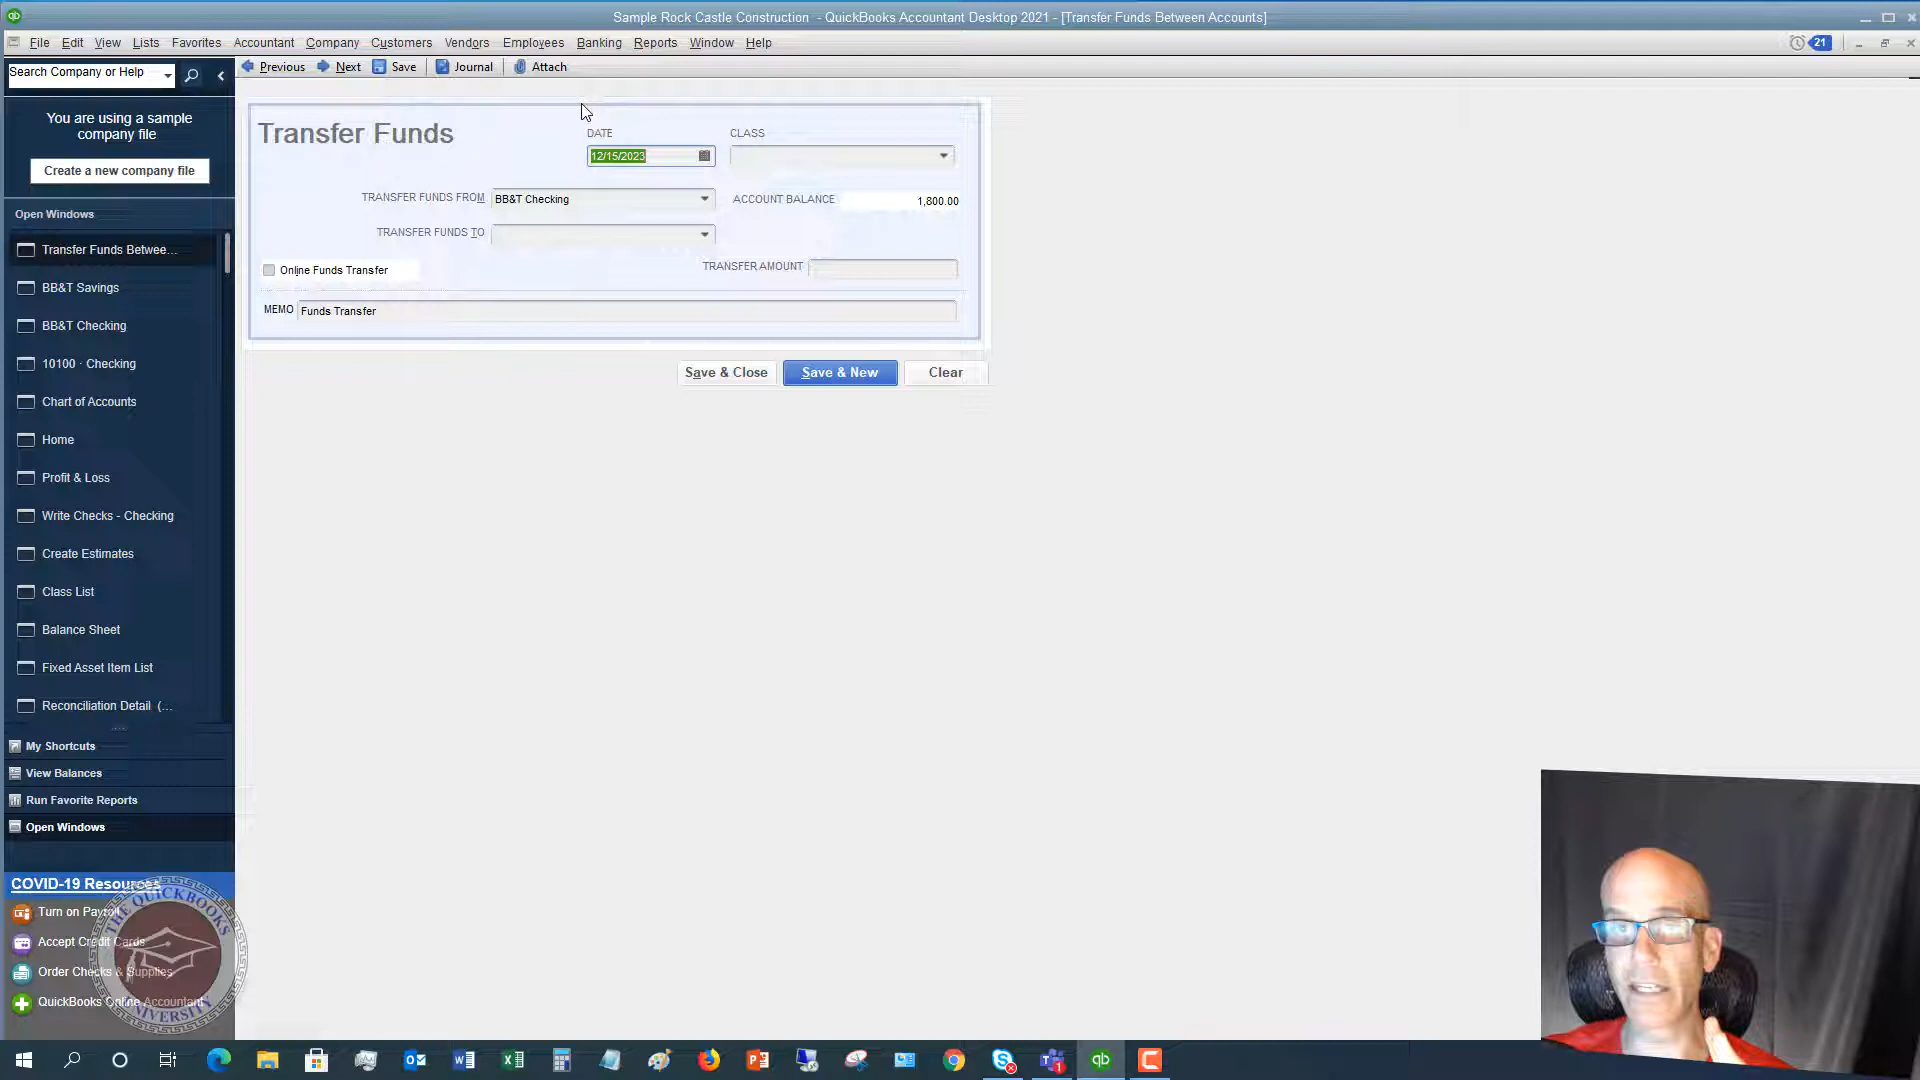 Sample Rock Castle Construction - QuickBooks Accountant Desktop 2021 - [Transfer Funds Between Accounts]
File Edit View Lists Favorites Accountant Company Customers Vendors Employees Banking Reports Window Help
21
Search Company or Help
Previous Next Save Journal Attach
You are using a sample
company file
Create a new company file
Open Windows
Transfer Funds Betwee...
BB&T Savings
BB&T Checking
10100 · Checking
Chart of Accounts
Home
Profit & Loss
Write Checks - Checking
Create Estimates
Class List
Balance Sheet
Fixed Asset Item List
Reconciliation Detail (...
My Shortcuts
View Balances
Run Favorite Reports
Open Windows
COVID-19 Resources
Turn on Payroll
Accept Credit Cards
Order Checks & Supplies
QuickBooks Online Accountant
THE QUICKBOOKS UNIVERSITY
Transfer Funds
DATE
12/15/2023
CLASS
TRANSFER FUNDS FROM BB&T Checking
ACCOUNT BALANCE 1,800.00
TRANSFER FUNDS TO
Online Funds Transfer
TRANSFER AMOUNT
MEMO Funds Transfer
Save & Close Save & New Clear
qb
1